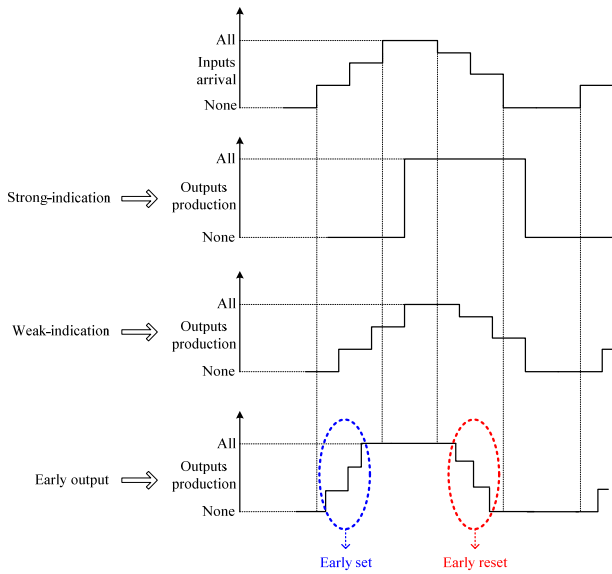 All
Inputs
arrival
None
All
Strong-indication
Outputs
production
None
All
Weak-indication
Outputs
production
None
All
Early output
Outputs
production
None
Early set
Early reset